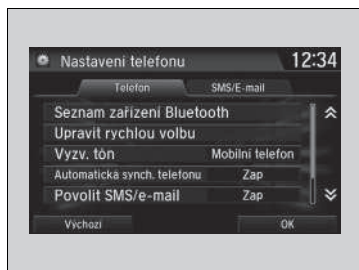 Nastavení telefonu 12:34
Telefon SMS/E-mail
Seznam zařízení Bluetooth
Upravit rychlou volbu
Vyzv. tón Mobilní telefon
Automatická synch. telefonu Zap
Povolit SMS/e-mail Zap
Výchozí OK